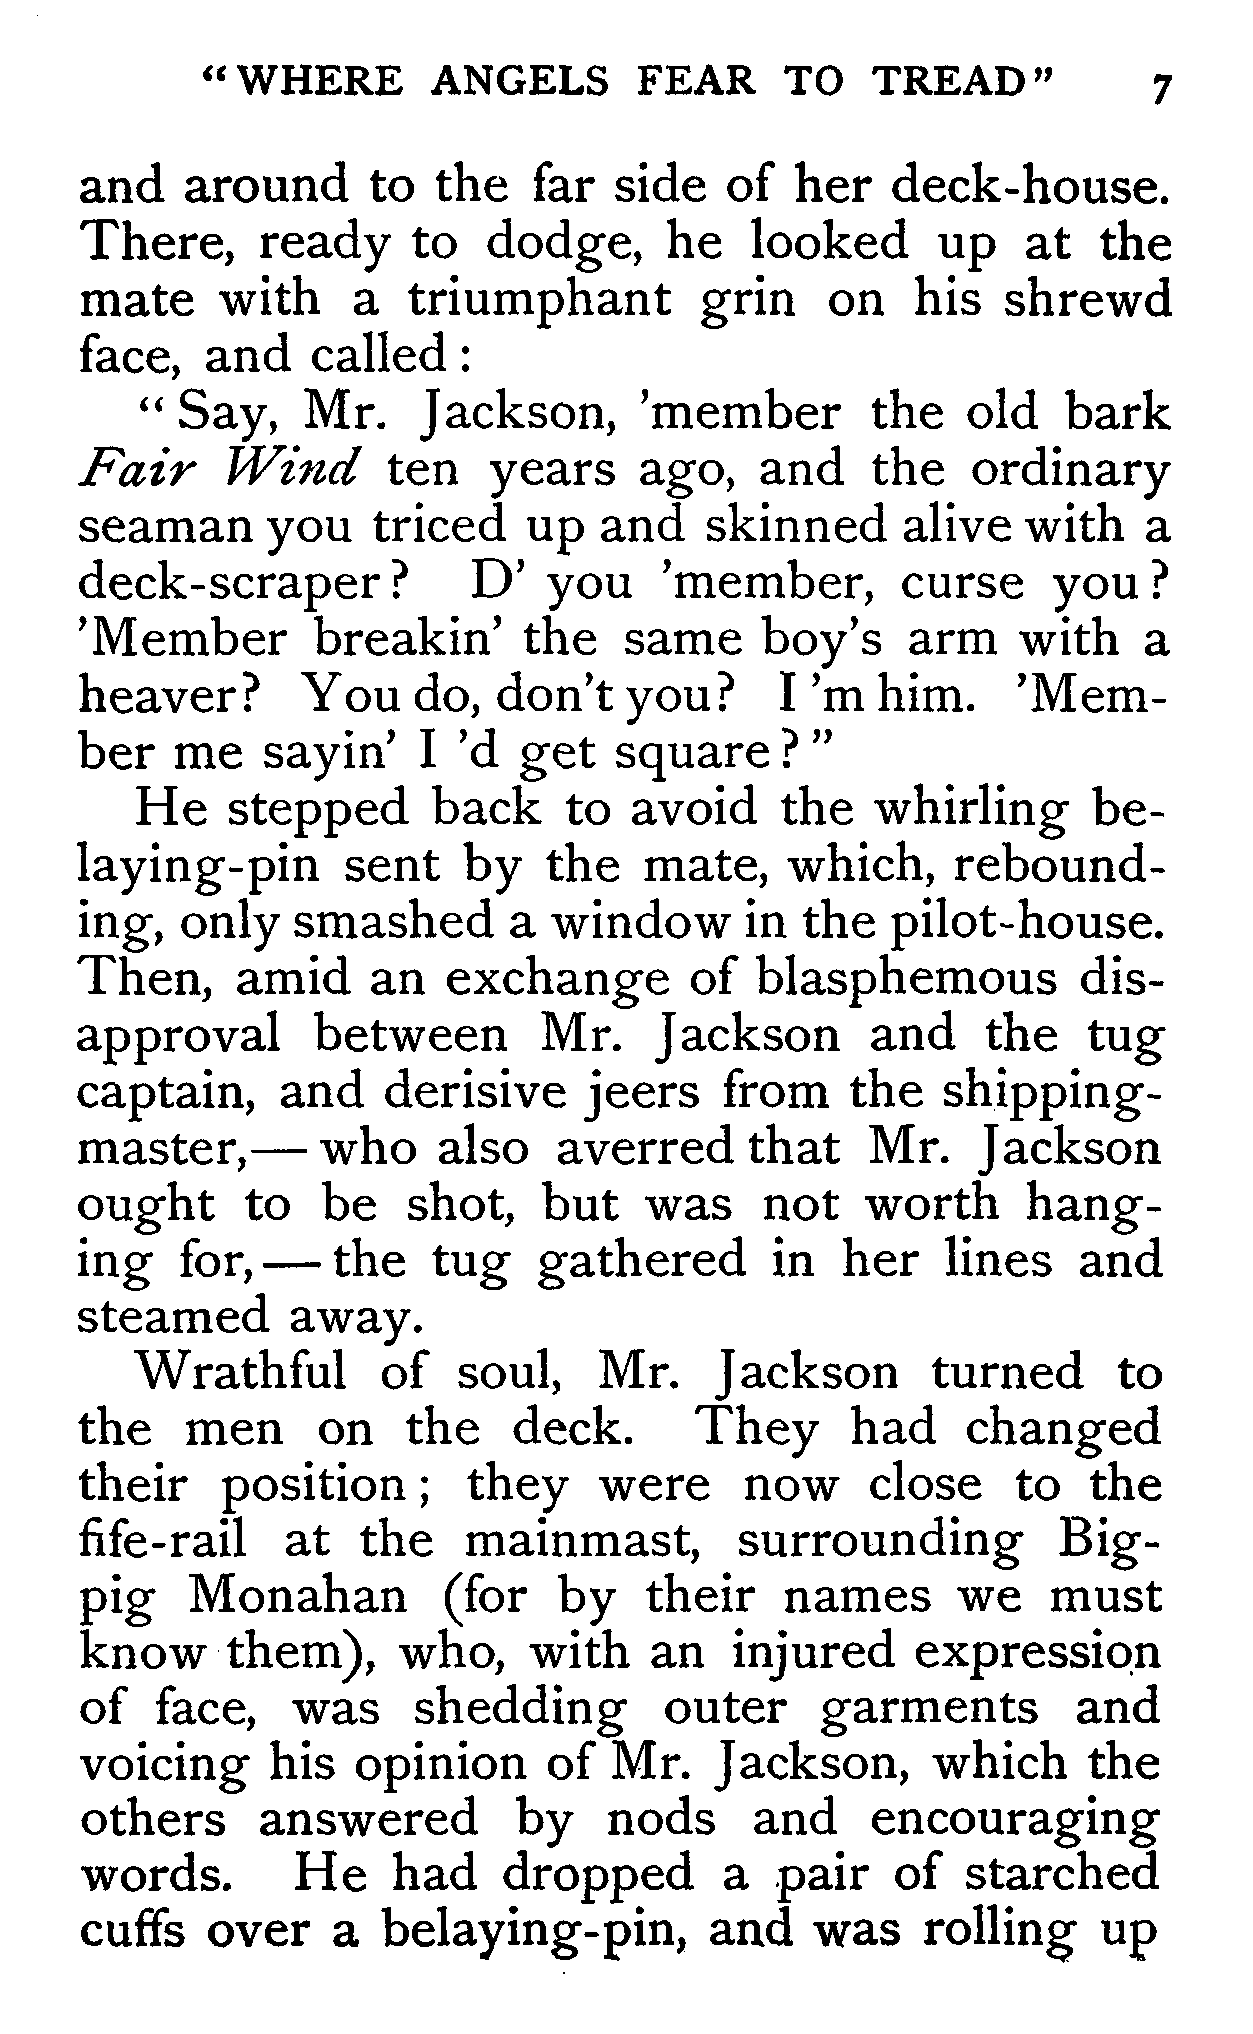 "WHERE ANGELS FEAR TO TREAD" 7
and around to the far side of her deck-house.
There, ready to dodge, he looked up at the
mate with a triumphant grin on his shrewd
face, and called :
"Say, Mr. Jackson, 'member the old bark
Fair Wind ten years ago, and the ordinary
seaman you triced up and skinned alive with a
deck-scraper? D' you 'member, curse you?
'Member breakin' the same boy's arm with a
heaver? You do, don't you? I 'm him. 'Mem-
ber me sayin' I 'd get square?"
He stepped back to avoid the whirling be-
laying-pin sent by the mate, which, rebound-
ing, only smashed a window in the pilot-house.
Then, amid an exchange of blasphemous dis-
approval between Mr. Jackson and the tug
captain, and derisive jeers from the shipping-
master,— who also averred that Mr. Jackson
ought to be shot, but was not worth hang-
ing for,— the tug gathered in her lines and
steamed away.
Wrathful of soul, Mr. Jackson turned to
the men on the deck. They had changed
their position; they were now close to the
fife-rail at the mainmast, surrounding Big-
pig Monahan (for by their names we must
know them), who, with an injured expression
of face, was shedding outer garments and
voicing his opinion of Mr. Jackson, which the
others answered by nods and encouraging
words. He had dropped a pair of starched
cuffs over a belaying-pin, and was rolling up